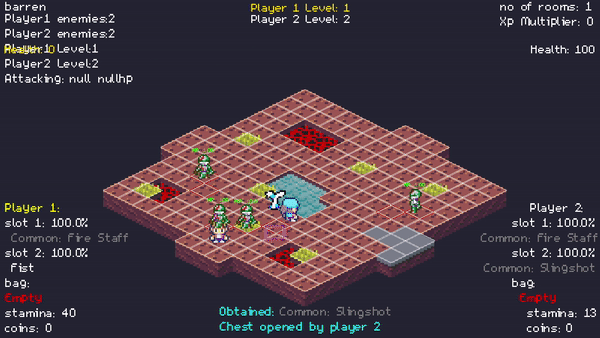 barren
Player1 enemies:2
Player2 enemies:2
Player1 Level:1
Player2 Level:2
Attacking: null nullhp
Player 1 Level: 1
Player 2 Level: 2
no of rooms: 1
Xp Multiplier: 0
Health: 100
Player 1:
slot 1: 100.0%
Common: Fire Staff
slot 2: 100.0%
Fist
bag:
Empty
stamina: 40
coins: 0
Obtained: Common: Slingshot
Chest opened by player 2
Player 2:
slot 1: 100.0%
Common: Fire Staff
slot 2: 100.0%
Common: Slingshot
bag:
Empty
stamina: 13
coins: 0